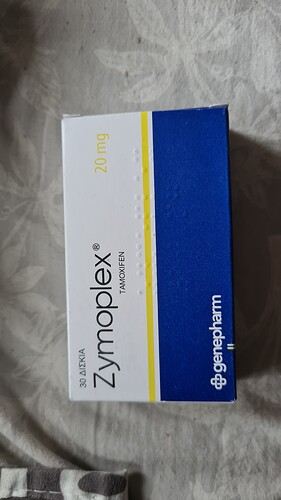 30 ΔΙΣΚΙΑ
Zymoplex® 20 mg
TAMOXIFEN
genepharm